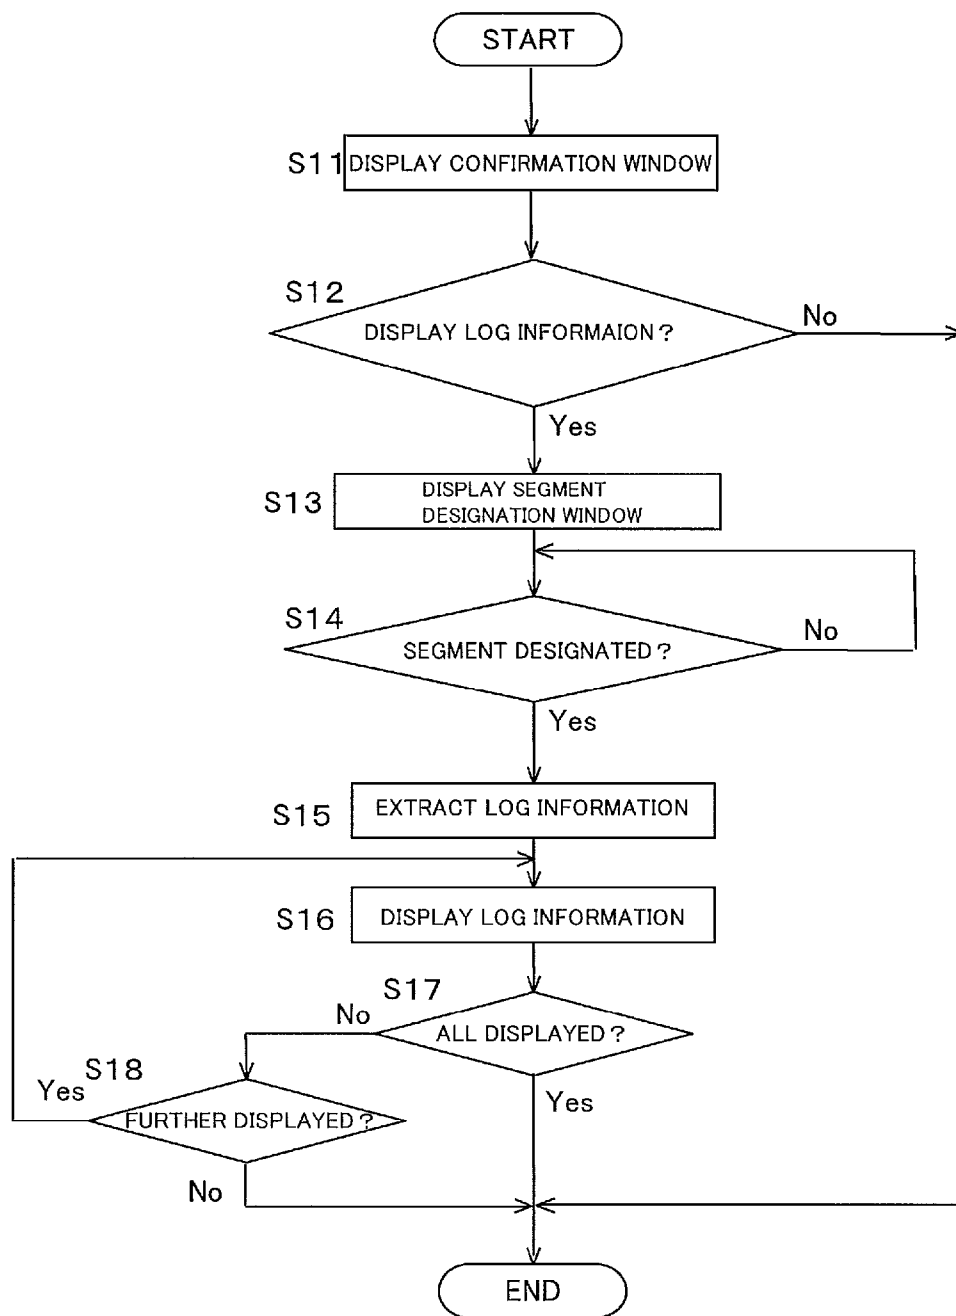 START
S11
DISPLAY CONFIRMATION WINDOW
S12
DISPLAY LOG INFORMAION?
No
Yes
S13
DISPLAY SEGMENT
DESIGNATION WINDOW
S14
SEGMENT DESIGNATED?
No
Yes
S15
EXTRACT LOG INFORMATION
S16
DISPLAY LOG INFORMATION
S17
ALL DISPLAYED?
No
Yes
S18
FURTHER DISPLAYED?
Yes
No
END